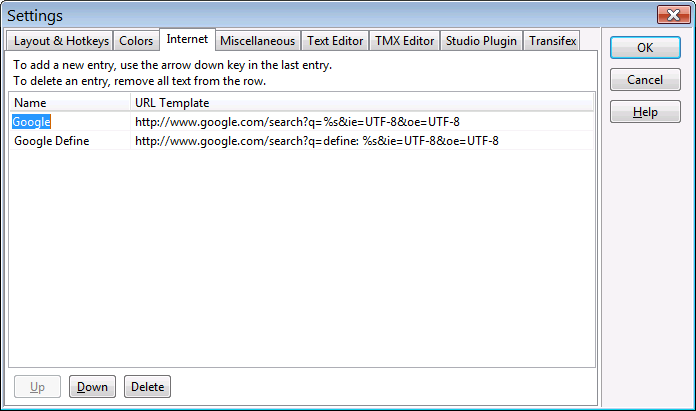 Settings
Layout & Hotkeys Colors Internet Miscellaneous Text Editor TMX Editor Studio Plugin Transifex
OK
To add a new entry, use the arrow down key in the last entry.
To delete an entry, remove all text from the row.
Cancel
Name URL Template
Help
Google http://www.google.com/search?q=%s&ie=UTF-8&oe=UTF-8
Google Define http://www.google.com/search?q=define: %s&ie=UTF-8&oe=UTF-8
Up Down Delete